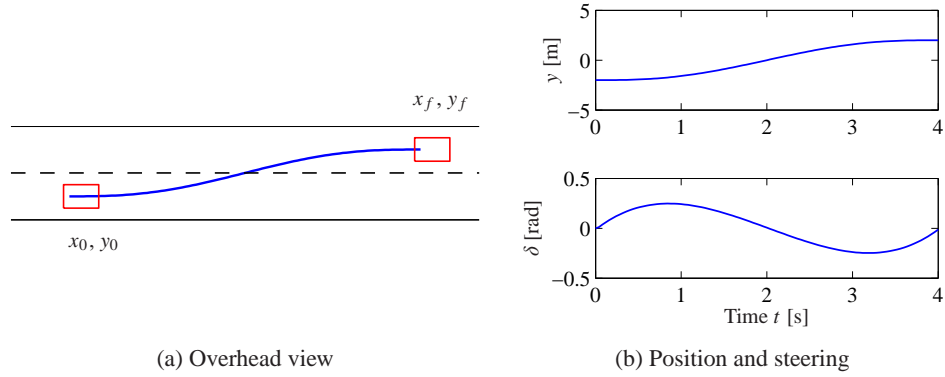 x_f, y_f
x_0, y_0
(a) Overhead view
5
0
−5
y [m]
0 1 2 3 4
0.5
0
−0.5
δ [rad]
0 1 2 3 4
Time t [s]
(b) Position and steering